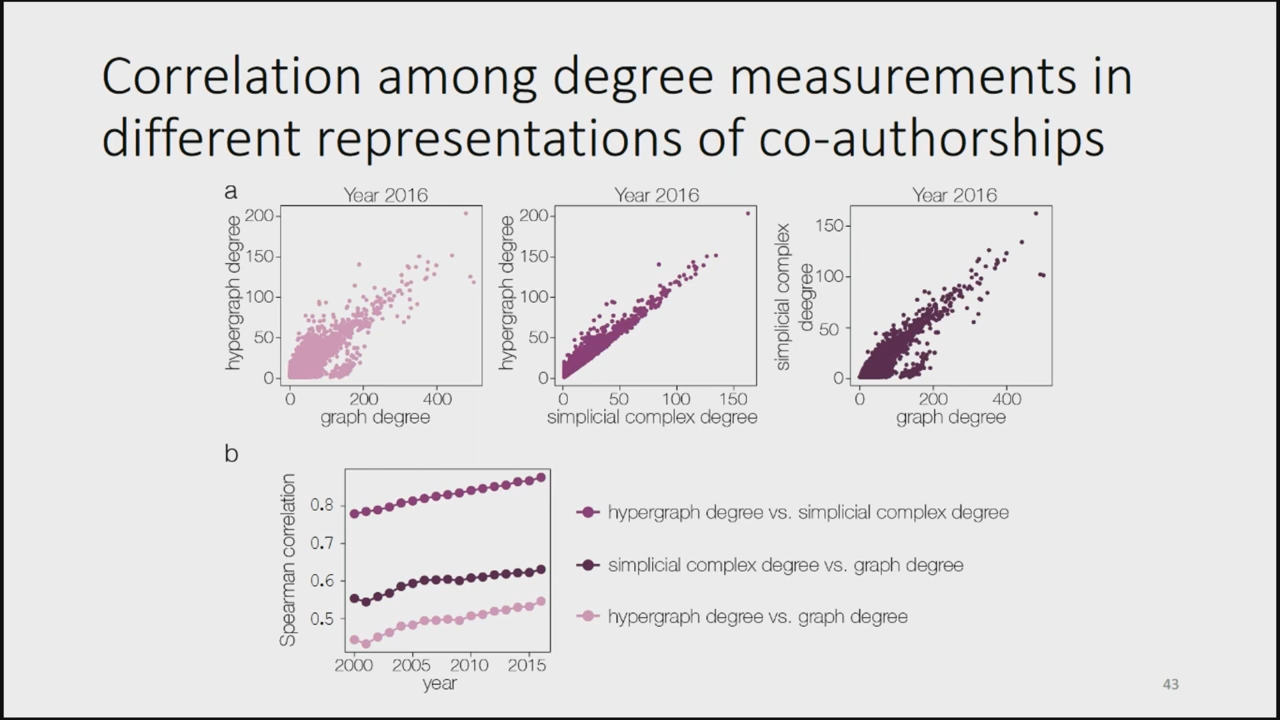 Correlation among degree measurements in
different representations of co-authorships
a
Year 2016
hypergraph degree
200
150
100
50
0
0 200 400
graph degree
Year 2016
hypergraph degree
200
150
100
50
0
0 50 100 150
simplicial complex degree
Year 2016
simplicial complex
deegree
150
100
50
0
0 200 400
graph degree
b
Spearman correlation
0.8
0.7
0.6
0.5
2000 2005 2010 2015
year
hypergraph degree vs. simplicial complex degree
simplicial complex degree vs. graph degree
hypergraph degree vs. graph degree
43